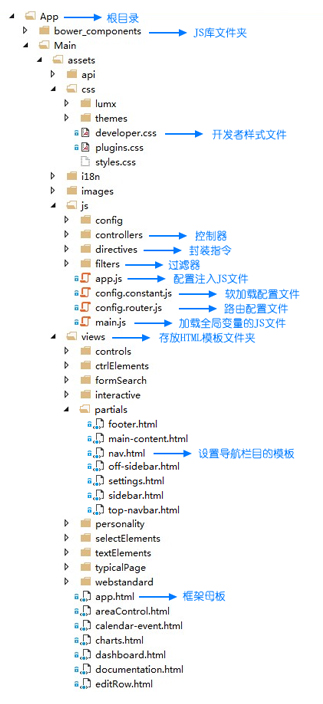 App 根目录
bower_components JS库文件夹
Main
assets
api
css
lumx
themes
developer.css 开发者样式文件
plugins.css
styles.css
i18n
images
js
config
controllers 控制器
directives 封装指令
filters 过滤器
app.js 配置注入JS文件
config.constant.js 软加载配置文件
config.router.js 路由配置文件
main.js 加载全局变量的JS文件
views 存放HTML模板文件夹
controls
ctrlElements
formSearch
interactive
partials
footer.html
main-content.html
nav.html 设置导航栏目的模板
off-sidebar.html
settings.html
sidebar.html
top-navbar.html
personality
selectElements
textElements
typicalPage
webstandard
app.html 框架母板
areaControl.html
calendar-event.html
charts.html
dashboard.html
documentation.html
editRow.html